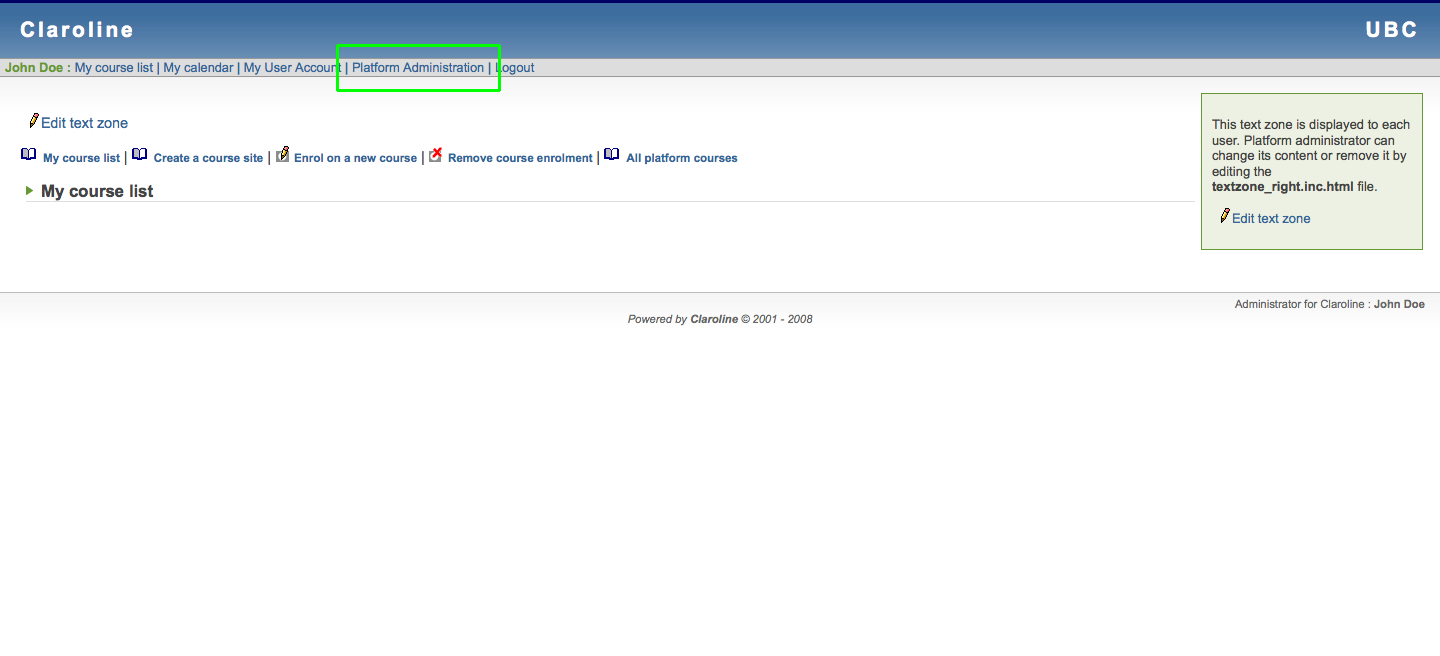 Claroline UBC
John Doe : My course list | My calendar | My User Account | Platform Administration | Logout
Edit text zone
My course list | Create a course site | Enrol on a new course | Remove course enrolment | All platform courses
My course list
This text zone is displayed to each
user. Platform administrator can
change its content or remove it by
editing the
textzone_right.inc.html file.
Edit text zone
Administrator for Claroline : John Doe
Powered by Claroline © 2001 - 2008